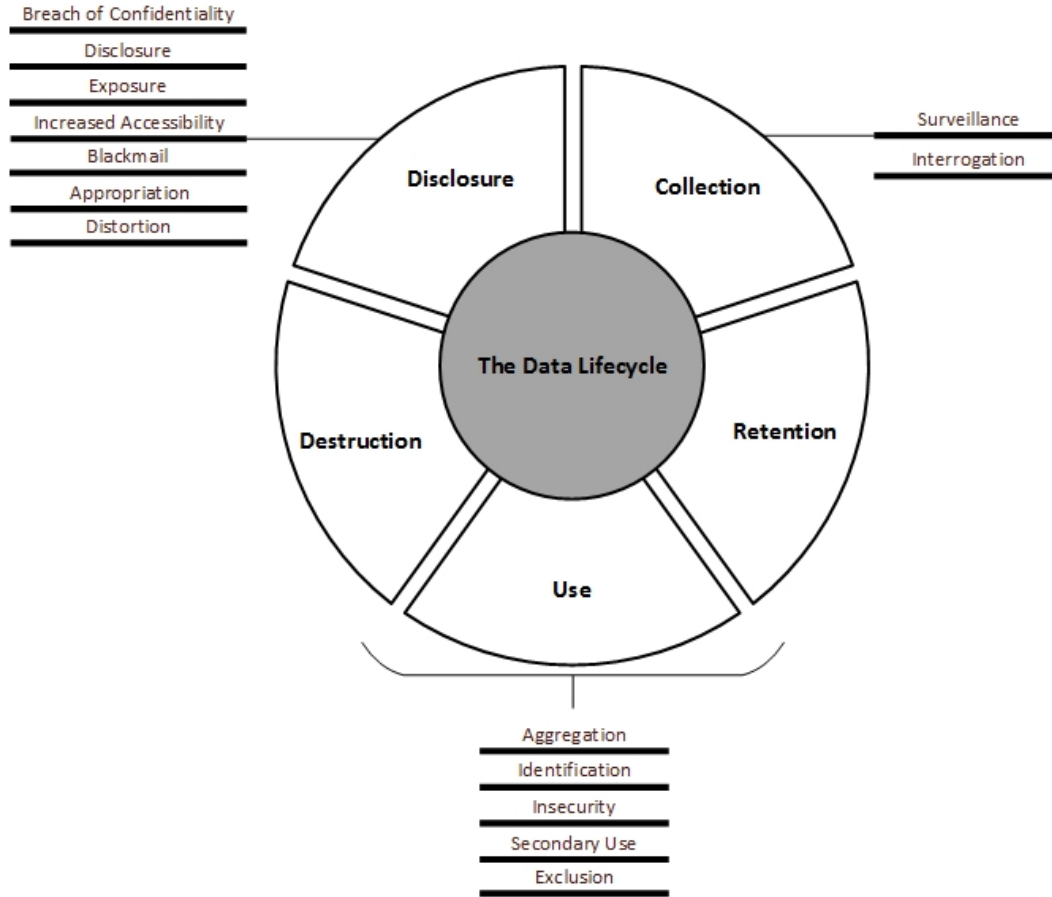 Breach of Confidentiality
Disclosure
Exposure
Increased Accessibility
Blackmail
Appropriation
Distortion
Surveillance
Interrogation
Disclosure
Collection
The Data Lifecycle
Destruction
Retention
Use
Aggregation
Identification
Insecurity
Secondary Use
Exclusion